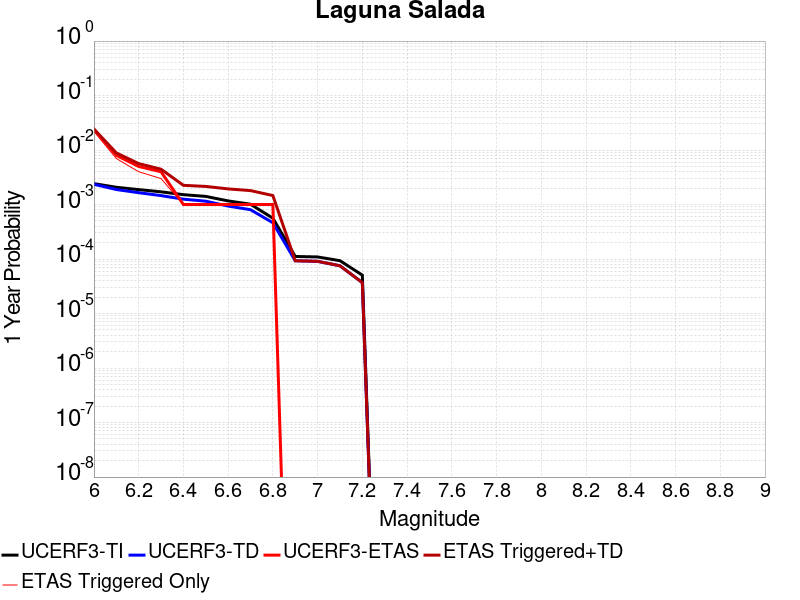 Laguna Salada
10^0
10^-1
10^-2
10^-3
10^-4
10^-5
10^-6
10^-7
10^-8
1 Year Probability
6 6.2 6.4 6.6 6.8 7 7.2 7.4 7.6 7.8 8 8.2 8.4 8.6 8.8 9
Magnitude
UCERF3-TI UCERF3-TD UCERF3-ETAS ETAS Triggered+TD
ETAS Triggered Only